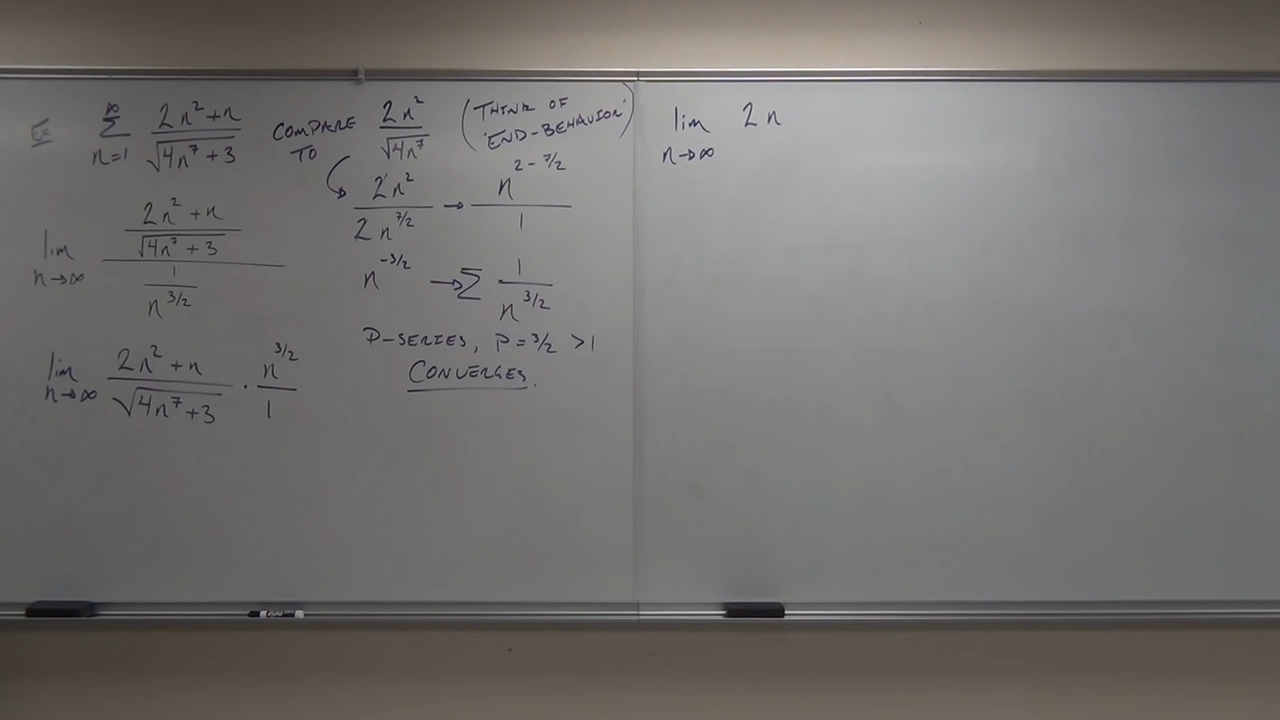 Ex ∞ Σ n=1 (2n² + n)/√(4n⁷ + 3) COMPARE TO 2n²/√(4n⁷) (THINK OF "END-BEHAVIOR")
2n²/(2n^(7/2)) → n^(2 - 7/2)/1
lim n→∞ ((2n² + n)/√(4n⁷ + 3))/(1/n^(3/2))
n^(-3/2) → Σ 1/n^(3/2)
P-SERIES, P = 3/2 > 1
CONVERGES.
lim n→∞ (2n² + n)/√(4n⁷ + 3) · n^(3/2)/1
lim n→∞ 2n